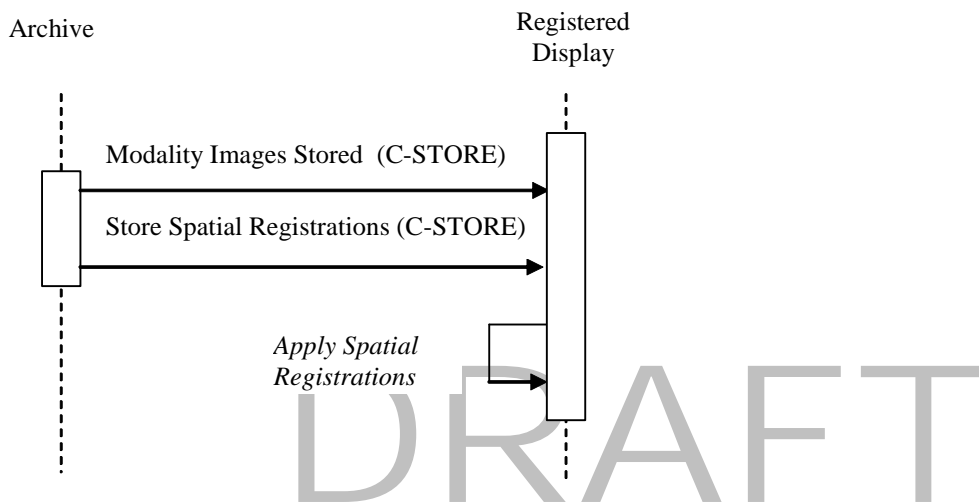 Archive
Registered
Display
Modality Images Stored (C-STORE)
Store Spatial Registrations (C-STORE)
Apply Spatial
Registrations
DRAFT